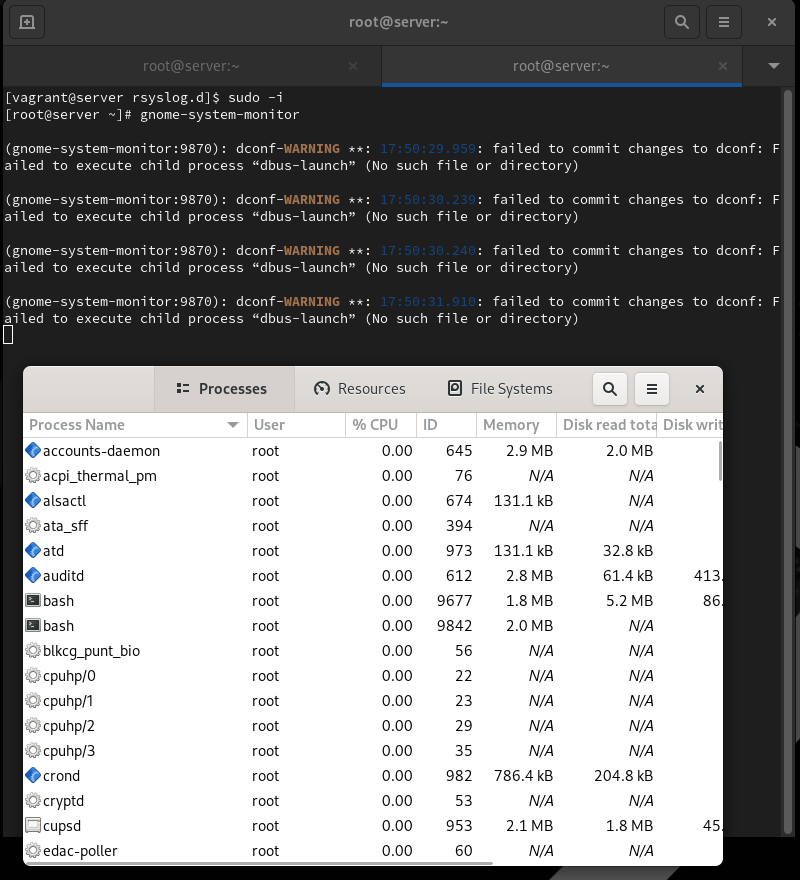 root@server:~
root@server:~ root@server:~
[vagrant@server rsyslog.d]$ sudo -i
[root@server ~]# gnome-system-monitor
(gnome-system-monitor:9870): dconf-WARNING **: 17:50:29.959: failed to commit changes to dconf: F
ailed to execute child process “dbus-launch” (No such file or directory)
(gnome-system-monitor:9870): dconf-WARNING **: 17:50:30.239: failed to commit changes to dconf: F
ailed to execute child process “dbus-launch” (No such file or directory)
(gnome-system-monitor:9870): dconf-WARNING **: 17:50:30.240: failed to commit changes to dconf: F
ailed to execute child process “dbus-launch” (No such file or directory)
(gnome-system-monitor:9870): dconf-WARNING **: 17:50:31.910: failed to commit changes to dconf: F
ailed to execute child process “dbus-launch” (No such file or directory)
Processes Resources File Systems
Process Name User % CPU ID Memory Disk read tota Disk writ
accounts-daemon root 0.00 645 2.9 MB 2.0 MB
acpi_thermal_pm root 0.00 76 N/A N/A
alsactl root 0.00 674 131.1 kB N/A
ata_sff root 0.00 394 N/A N/A
atd root 0.00 973 131.1 kB 32.8 kB
auditd root 0.00 612 2.8 MB 61.4 kB 413.
bash root 0.00 9677 1.8 MB 5.2 MB 86.
bash root 0.00 9842 2.0 MB N/A
blkcg_punt_bio root 0.00 56 N/A N/A
cpuhp/0 root 0.00 22 N/A N/A
cpuhp/1 root 0.00 23 N/A N/A
cpuhp/2 root 0.00 29 N/A N/A
cpuhp/3 root 0.00 35 N/A N/A
crond root 0.00 982 786.4 kB 204.8 kB
cryptd root 0.00 53 N/A N/A
cupsd root 0.00 953 2.1 MB 1.8 MB 45.
edac-poller root 0.00 60 N/A N/A